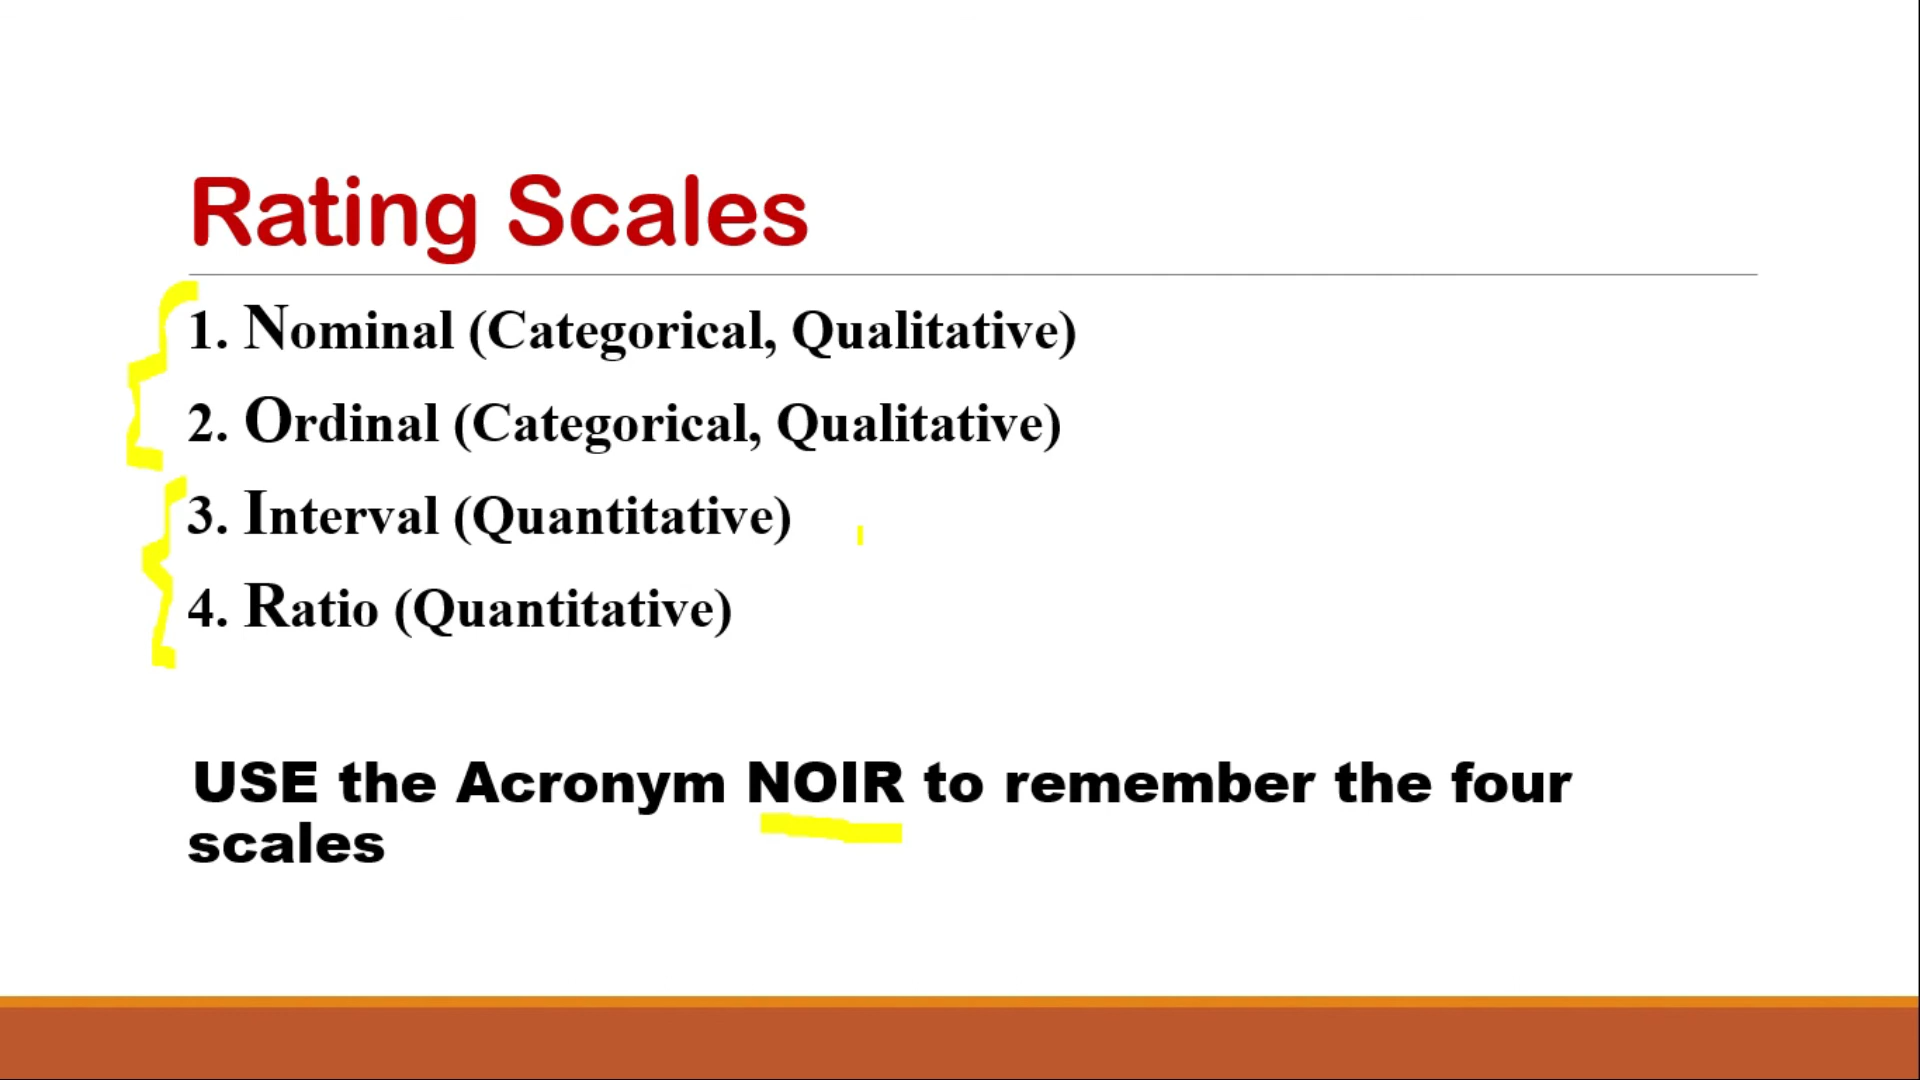 Rating Scales
1. Nominal (Categorical, Qualitative)
2. Ordinal (Categorical, Qualitative)
3. Interval (Quantitative)
4. Ratio (Quantitative)
USE the Acronym NOIR to remember the four
scales